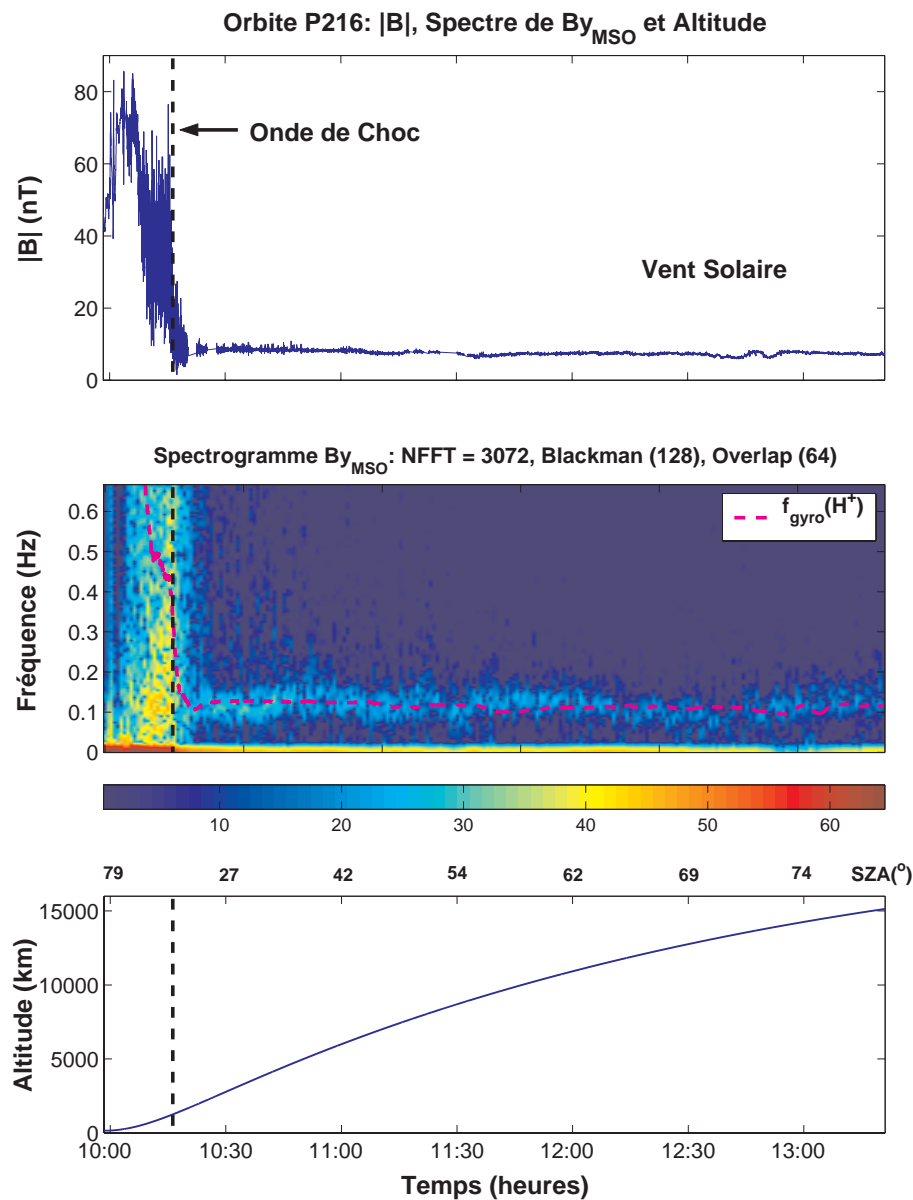 Orbite P216: |B|, Spectre de By_MSO et Altitude
80
60
40
20
0
|B| (nT)
Onde de Choc
Vent Solaire
Spectrogramme By_MSO: NFFT = 3072, Blackman (128), Overlap (64)
0.6
0.5
0.4
0.3
0.2
0.1
0
Fréquence (Hz)
f_gyro(H^+)
10 20 30 40 50 60
79 27 42 54 62 69 74 SZA(°)
15000
10000
5000
0
Altitude (km)
10:00 10:30 11:00 11:30 12:00 12:30 13:00
Temps (heures)